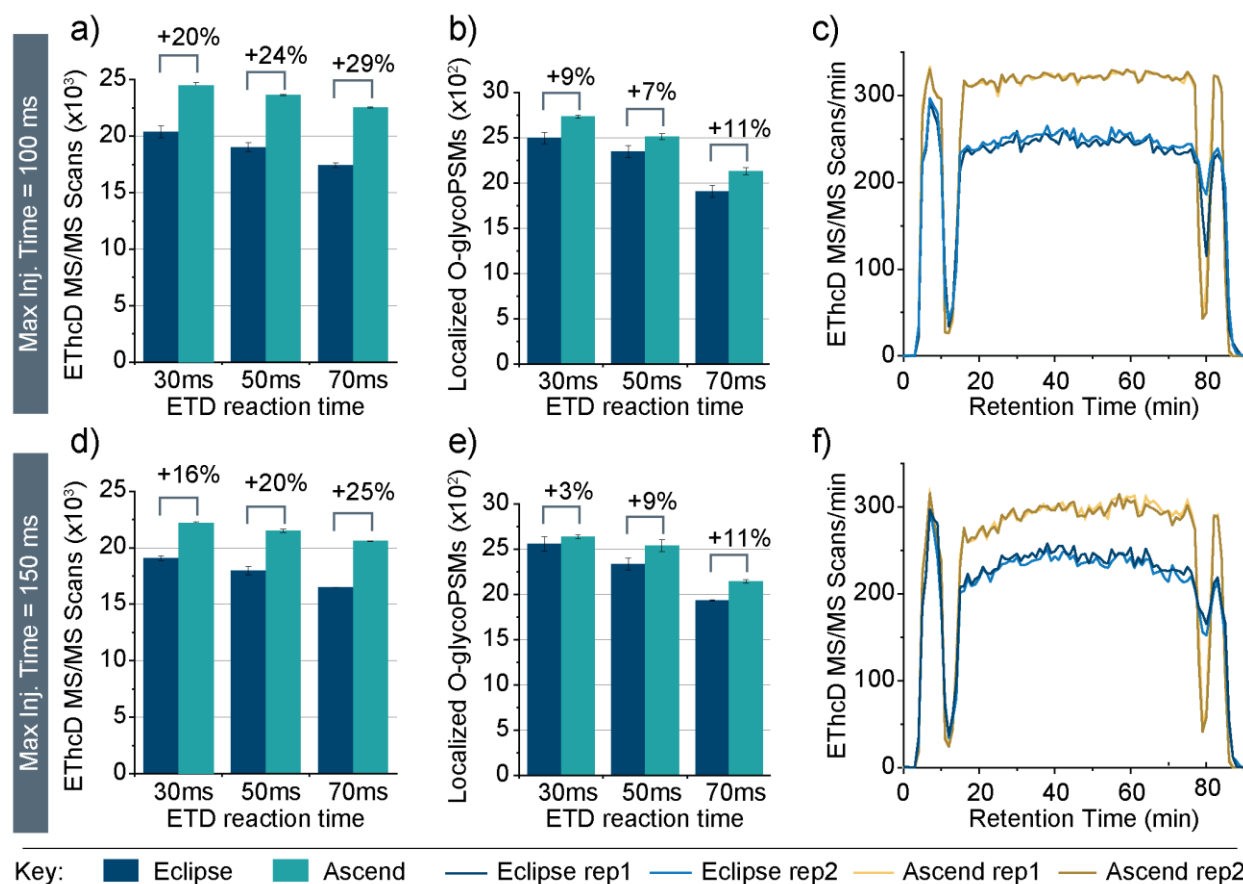 Max Inj. Time = 100 ms
a)
+20%
+24%
+29%
EThcD MS/MS Scans (x10³)
25
20
15
10
5
0
30ms 50ms 70ms
ETD reaction time
b)
+9%
+7%
+11%
Localized O-glycoPSMs (x10²)
30
25
20
15
10
5
0
30ms 50ms 70ms
ETD reaction time
c)
EThcD MS/MS Scans/min
300
200
100
0
0 20 40 60 80
Retention Time (min)
Max Inj. Time = 150 ms
d)
+16%
+20%
+25%
EThcD MS/MS Scans (x10³)
25
20
15
10
5
0
30ms 50ms 70ms
ETD reaction time
e)
+3%
+9%
+11%
Localized O-glycoPSMs (x10²)
30
25
20
15
10
5
0
30ms 50ms 70ms
ETD reaction time
f)
EThcD MS/MS Scans/min
300
200
100
0
0 20 40 60 80
Retention Time (min)
Key: Eclipse Ascend Eclipse rep1 Eclipse rep2 Ascend rep1 Ascend rep2